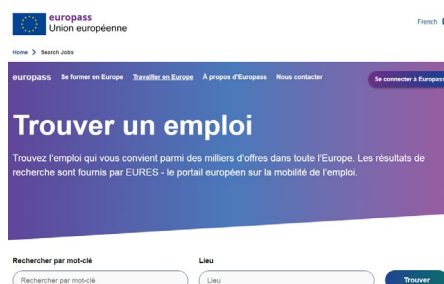 europass
Union européenne
French
Home > Search Jobs
europass Se former en Europe Travailler en Europe À propos d'Europass Nous contacter Se connecter à Europass
Trouver un emploi
Trouvez l'emploi qui vous convient parmi des milliers d'offres dans toute l'Europe. Les résultats de
recherche sont fournis par EURES - le portail européen sur la mobilité de l'emploi.
Rechercher par mot-clé Lieu
Rechercher par mot-clé Lieu Trouver